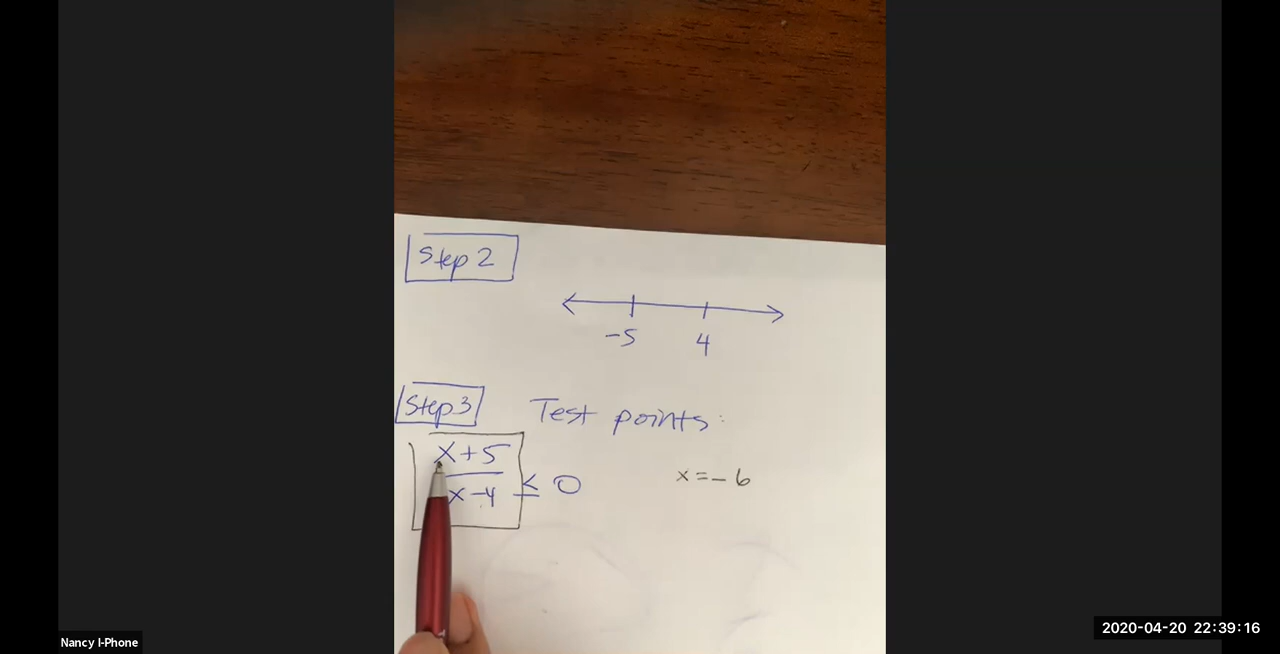 Step 2
-5 4
Step 3 Test points:
x+5
x-4
≤ 0
x=-6
Nancy I-Phone
2020-04-20 22:39:16